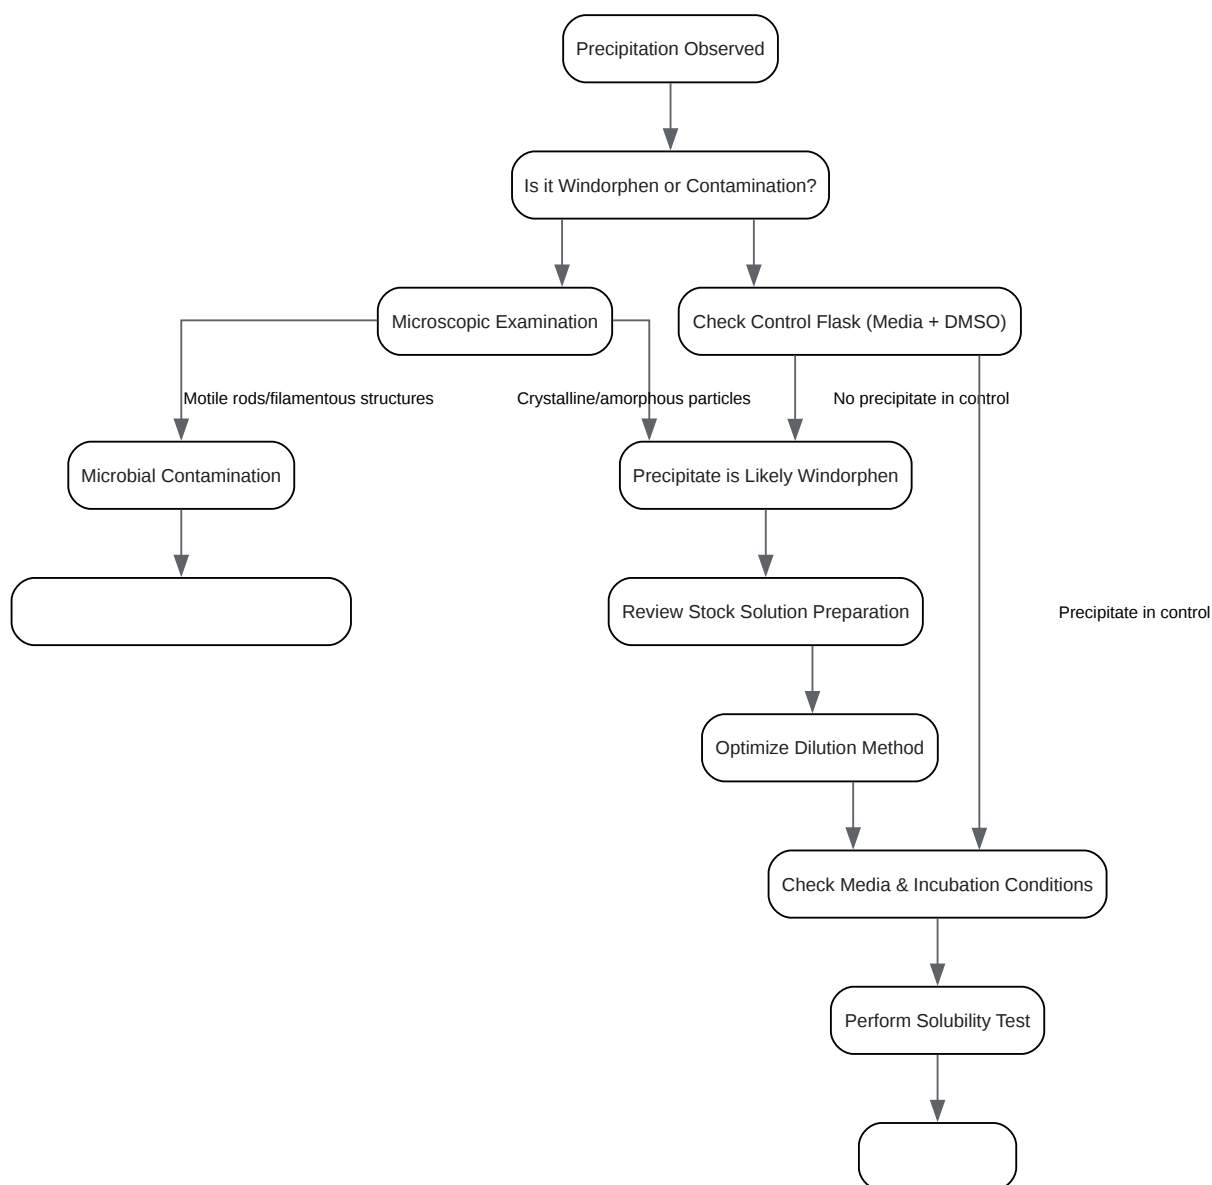 Precipitation Observed
Is it Windorphen or Contamination?
Microscopic Examination
Check Control Flask (Media + DMSO)
Motile rods/filamentous structures
Crystalline/amorphous particles
No precipitate in control
Microbial Contamination
Precipitate is Likely Windorphen
Review Stock Solution Preparation
Precipitate in control
Optimize Dilution Method
Check Media & Incubation Conditions
Perform Solubility Test